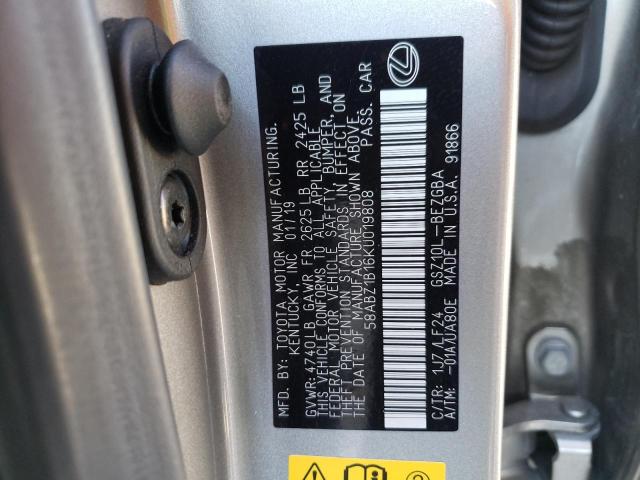 MFD. BY: TOYOTA MOTOR MANUFACTURING.
KENTUCKY, INC 01/19
GVWR: 4740 LB GAWR FR 2625 LB RR 2425 LB
THIS VEHICLE CONFORMS TO ALL APPLICABLE
FEDERAL MOTOR VEHICLE SAFETY, BUMPER, AND
THEFT PREVENTION STANDARDS IN EFFECT ON
THE DATE OF MANUFACTURE SHOWN ABOVE.
58ABZ1B16KU019808 PASS. CAR
C/TR: 1J7/LF24 GSZ10L-BEZGBA
A/TM: -01A/UA80E MADE IN U.S.A. 91866